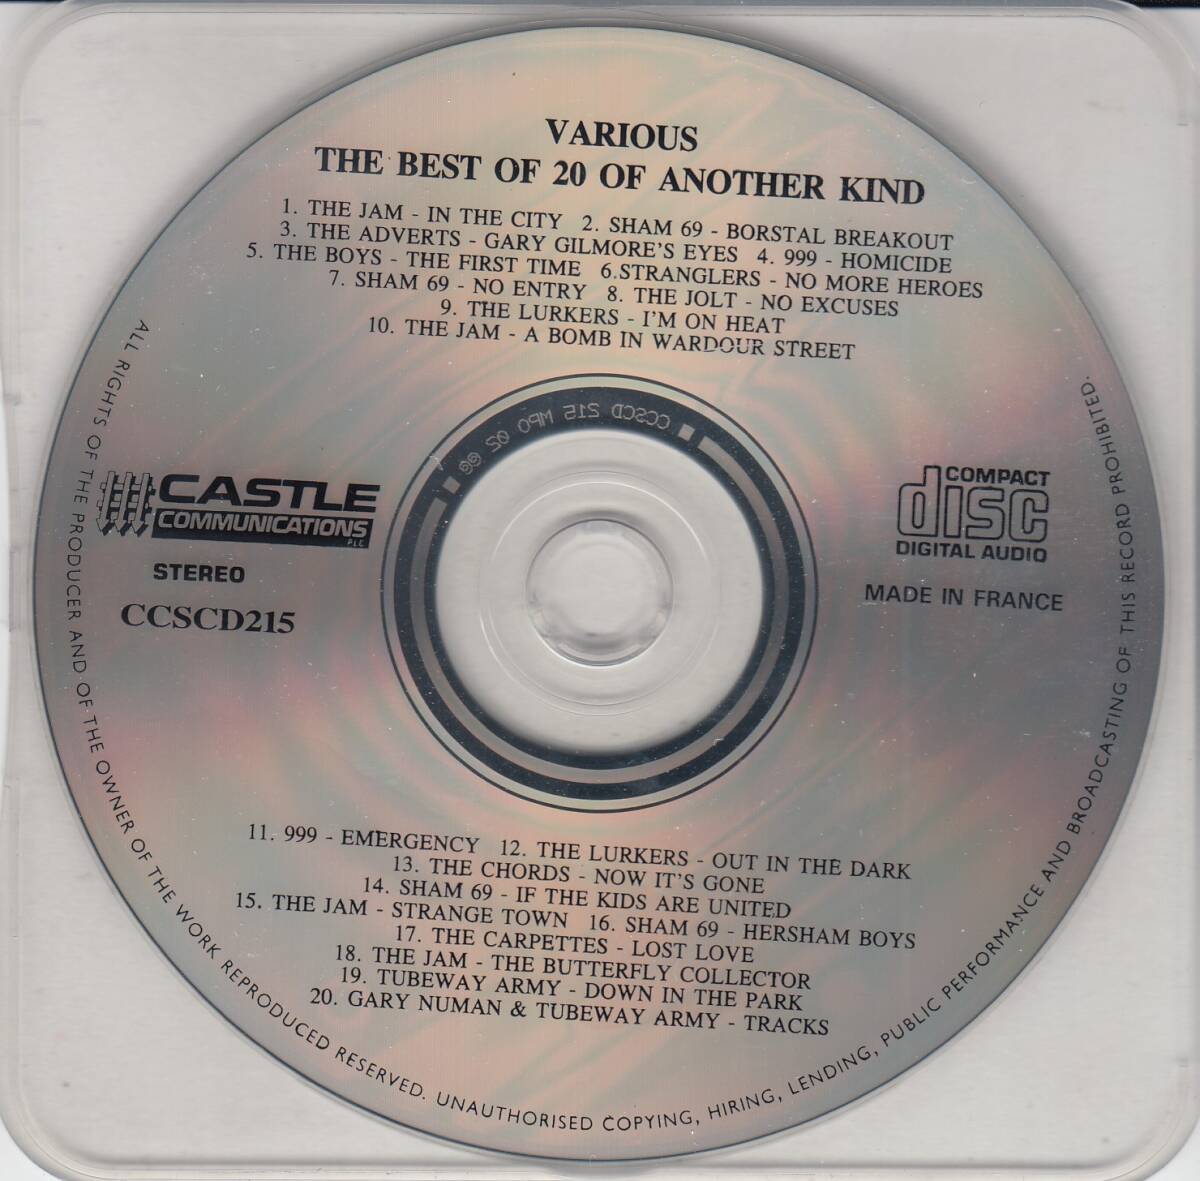 VARIOUS
THE BEST OF 20 OF ANOTHER KIND
1. THE JAM - IN THE CITY 2. SHAM 69 - BORSTAL BREAKOUT
3. THE ADVERTS - GARY GILMORE'S EYES 4. 999 - HOMICIDE
5. THE BOYS - THE FIRST TIME 6.STRANGLERS - NO MORE HEROES
7. SHAM 69 - NO ENTRY 8. THE JOLT - NO EXCUSES
9. THE LURKERS - I'M ON HEAT
10. THE JAM - A BOMB IN WARDOUR STREET
CCSCD 215 MPO 02 @@
CASTLE
COMMUNICATIONS
PLC
STEREO
CCSCD215
COMPACT
disc
DIGITAL AUDIO
MADE IN FRANCE
11. 999 - EMERGENCY 12. THE LURKERS - OUT IN THE DARK
13. THE CHORDS - NOW IT'S GONE
14. SHAM 69 - IF THE KIDS ARE UNITED
15. THE JAM - STRANGE TOWN 16. SHAM 69 - HERSHAM BOYS
17. THE CARPETTES - LOST LOVE
18. THE JAM - THE BUTTERFLY COLLECTOR
19. TUBEWAY ARMY - DOWN IN THE PARK
20. GARY NUMAN & TUBEWAY ARMY - TRACKS
ALL RIGHTS OF THE PRODUCER AND OF THE OWNER OF THE WORK REPRODUCED RESERVED. UNAUTHORISED COPYING, HIRING, LENDING, PUBLIC PERFORMANCE AND BROADCASTING OF THIS RECORD PROHIBITED.